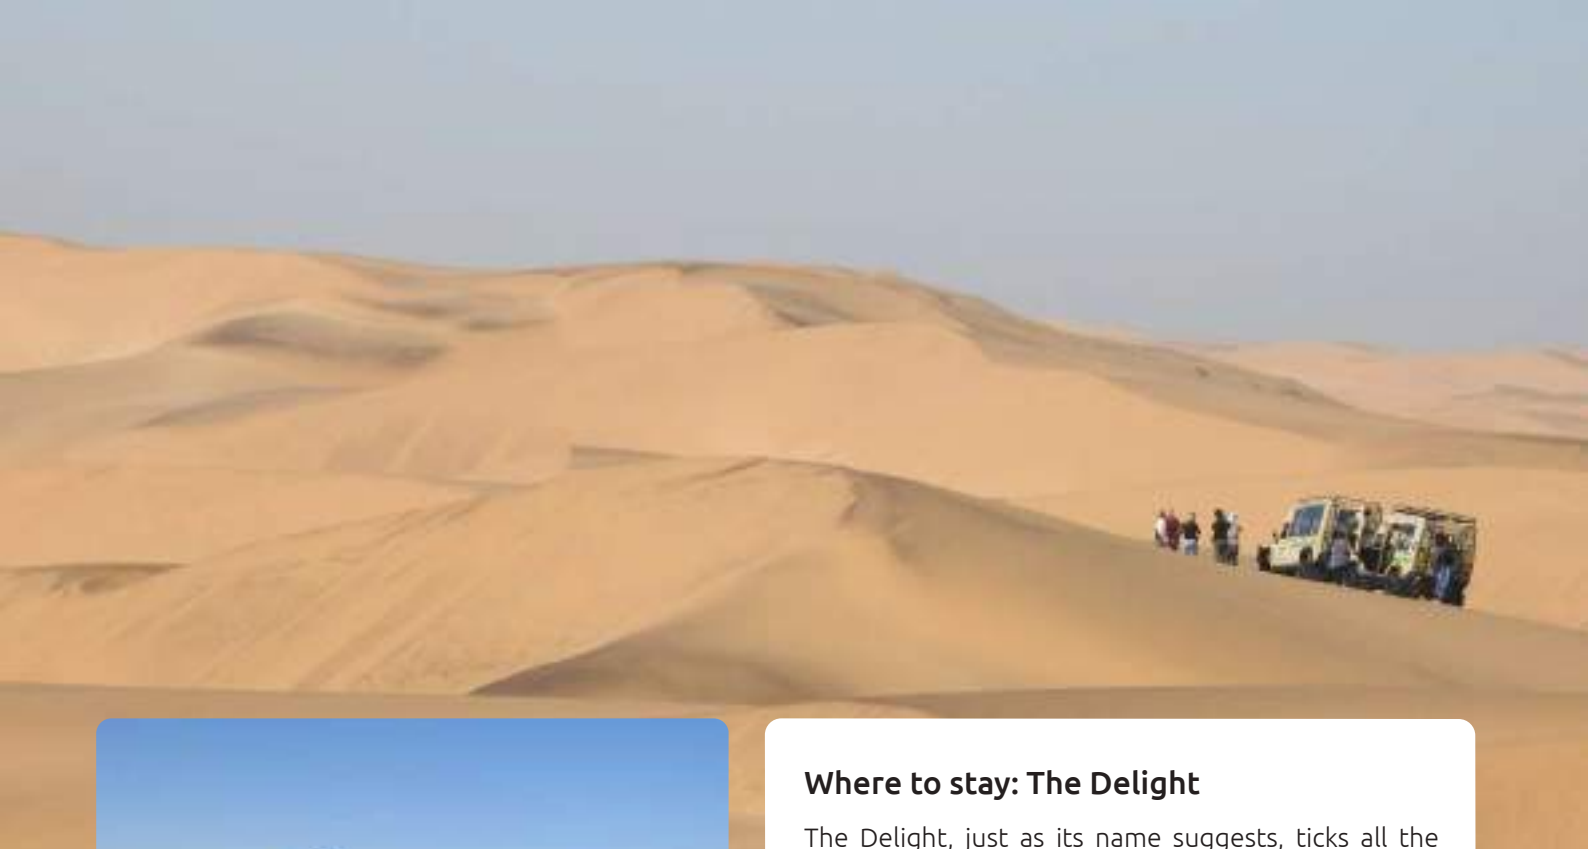 Where to stay: The Delight
The Delight, just as its name suggests, ticks all the